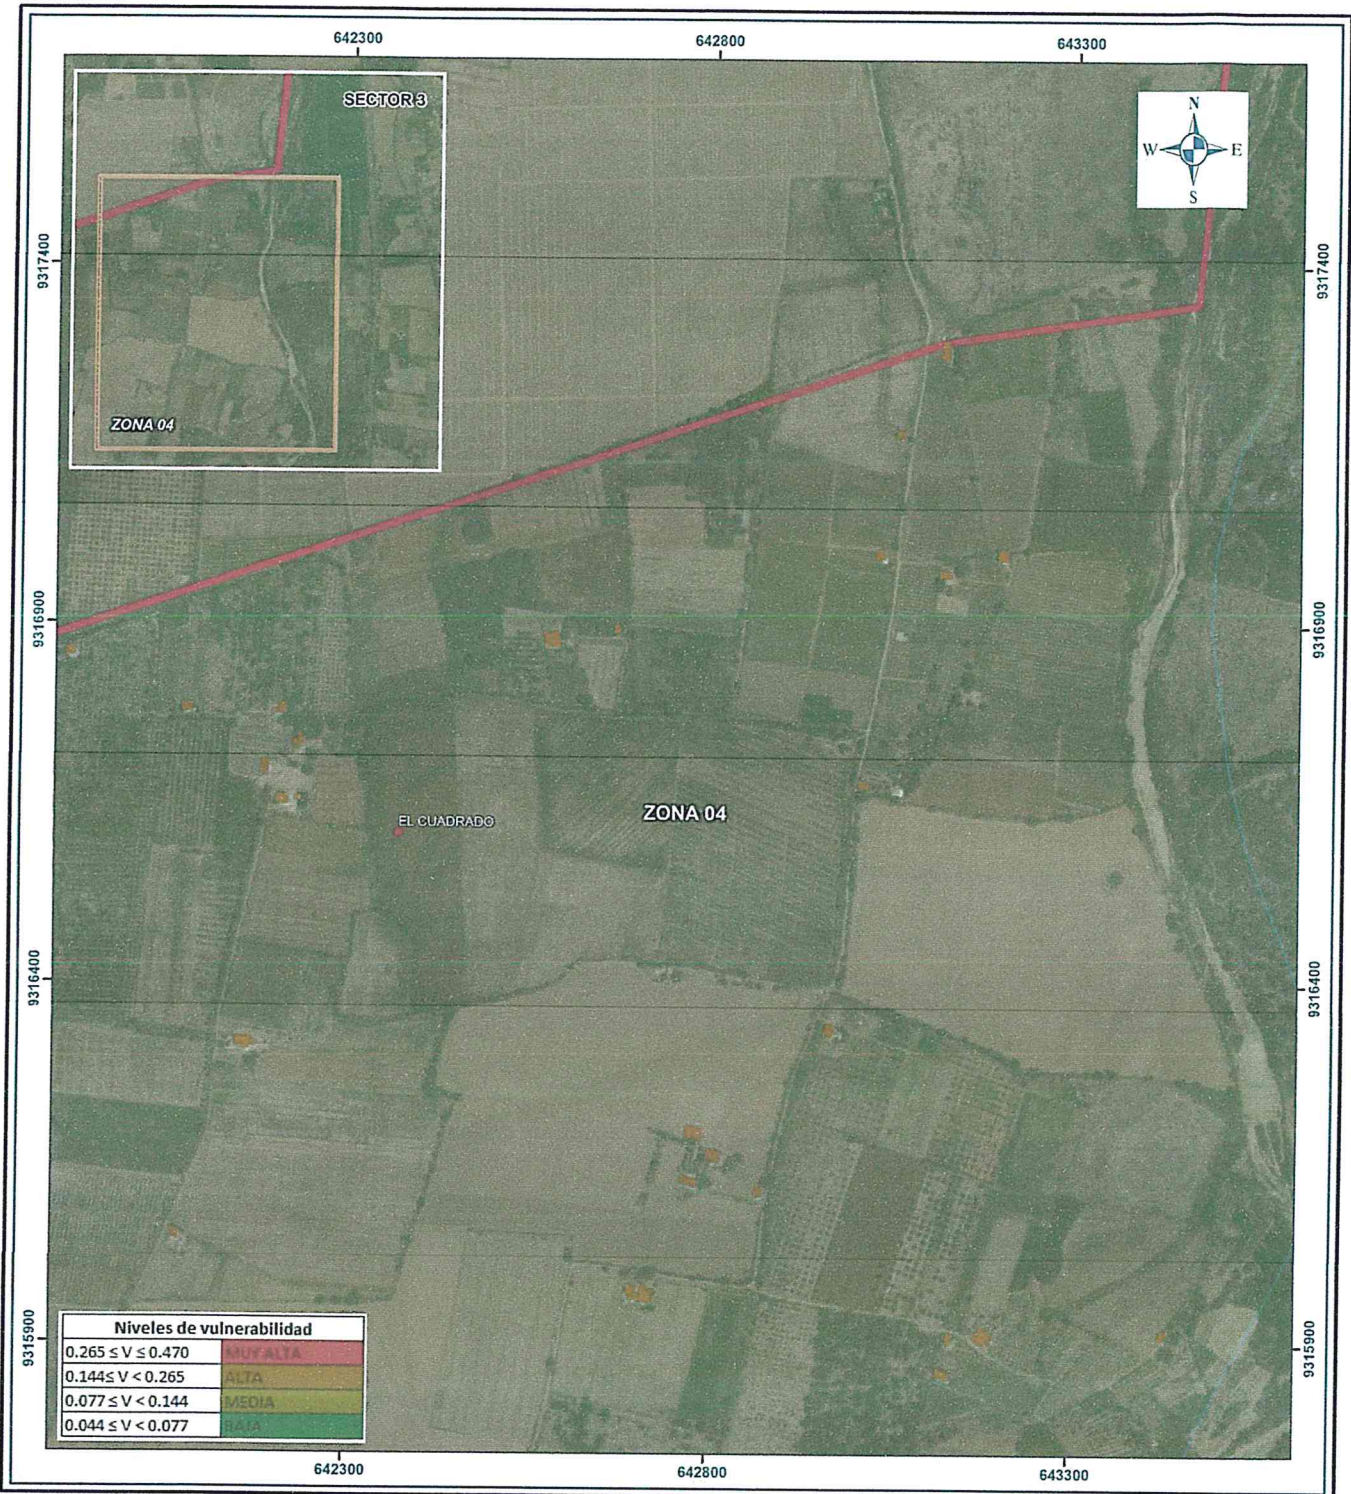 642300 642800 643300
SECTOR 3
N
W E
S
9317400 9317400
ZONA 04
9316900 9316900
EL CUADRADO
ZONA 04
9316400 9316400
9315900 9315900
Niveles de vulnerabilidad
0.265 ≤ V ≤ 0.470 MUY ALTA
0.144≤ V < 0.265 ALTA
0.077 ≤ V < 0.144 MEDIA
0.044 ≤ V < 0.077 BAJA
642300 642800 643300